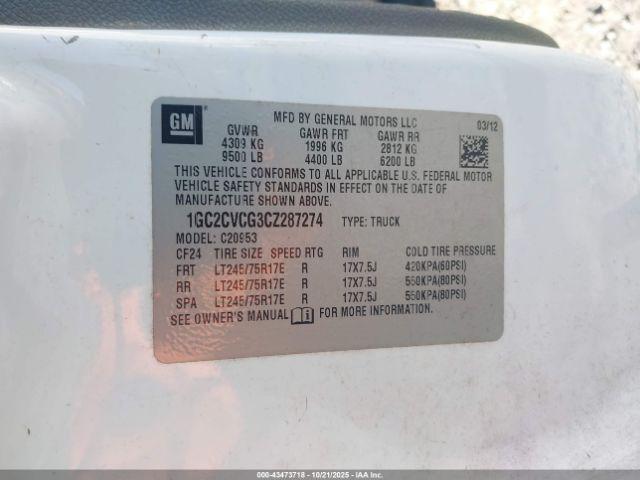 GM
MFD BY GENERAL MOTORS LLC
03/12
GVWR GAWR FRT GAWR RR
4309 KG 1996 KG 2812 KG
9500 LB 4400 LB 6200 LB
THIS VEHICLE CONFORMS TO ALL APPLICABLE U.S. FEDERAL MOTOR
VEHICLE SAFETY STANDARDS IN EFFECT ON THE DATE OF
MANUFACTURE SHOWN ABOVE.
1GC2CVCG3CZ287274 TYPE: TRUCK
MODEL: C20953
CF24 TIRE SIZE SPEED RTG RIM COLD TIRE PRESSURE
FRT LT245/75R17E R 17X7.5J 420KPA(60PSI)
RR LT245/75R17E R 17X7.5J 550KPA(80PSI)
SPA LT245/75R17E R 17X7.5J 550KPA(80PSI)
SEE OWNER'S MANUAL i FOR MORE INFORMATION.
000-43473718 - 10/21/2025 - IAAI.CA